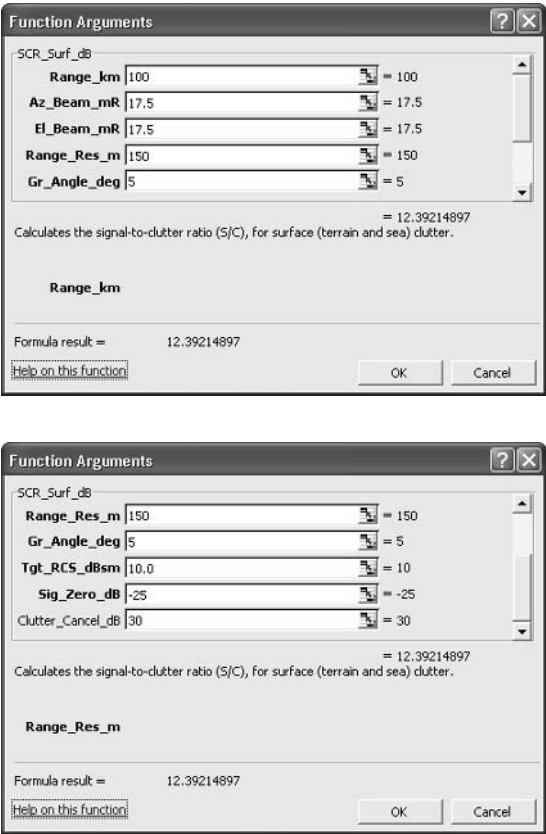 Function Arguments
SCR_Surf_dB
Range_km 100 = 100
Az_Beam_mR 17.5 = 17.5
El_Beam_mR 17.5 = 17.5
Range_Res_m 150 = 150
Gr_Angle_deg 5 = 5
= 12.39214897
Calculates the signal-to-clutter ratio (S/C), for surface (terrain and sea) clutter.
Range_km
Formula result = 12.39214897
Help on this function OK Cancel
Function Arguments
SCR_Surf_dB
Range_Res_m 150 = 150
Gr_Angle_deg 5 = 5
Tgt_RCS_dBsm 10.0 = 10
Sig_Zero_dB -25 = -25
Clutter_Cancel_dB 30 = 30
= 12.39214897
Calculates the signal-to-clutter ratio (S/C), for surface (terrain and sea) clutter.
Range_Res_m
Formula result = 12.39214897
Help on this function OK Cancel